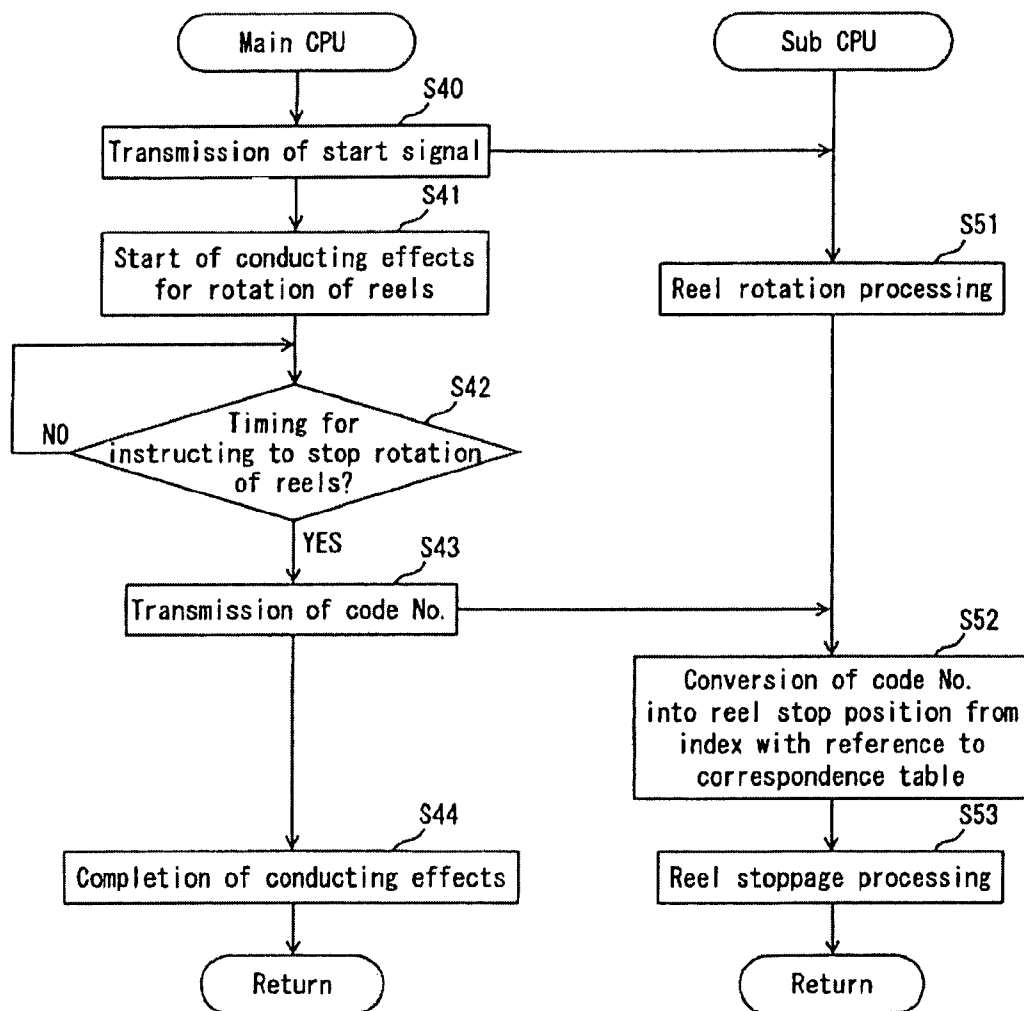 Main CPU
Sub CPU
S40
Transmission of start signal
S41
Start of conducting effects
for rotation of reels
S51
Reel rotation processing
S42
Timing for
instructing to stop rotation
of reels?
NO
YES
S43
Transmission of code No.
S52
Conversion of code No.
into reel stop position from
index with reference to
correspondence table
S44
Completion of conducting effects
S53
Reel stoppage processing
Return
Return